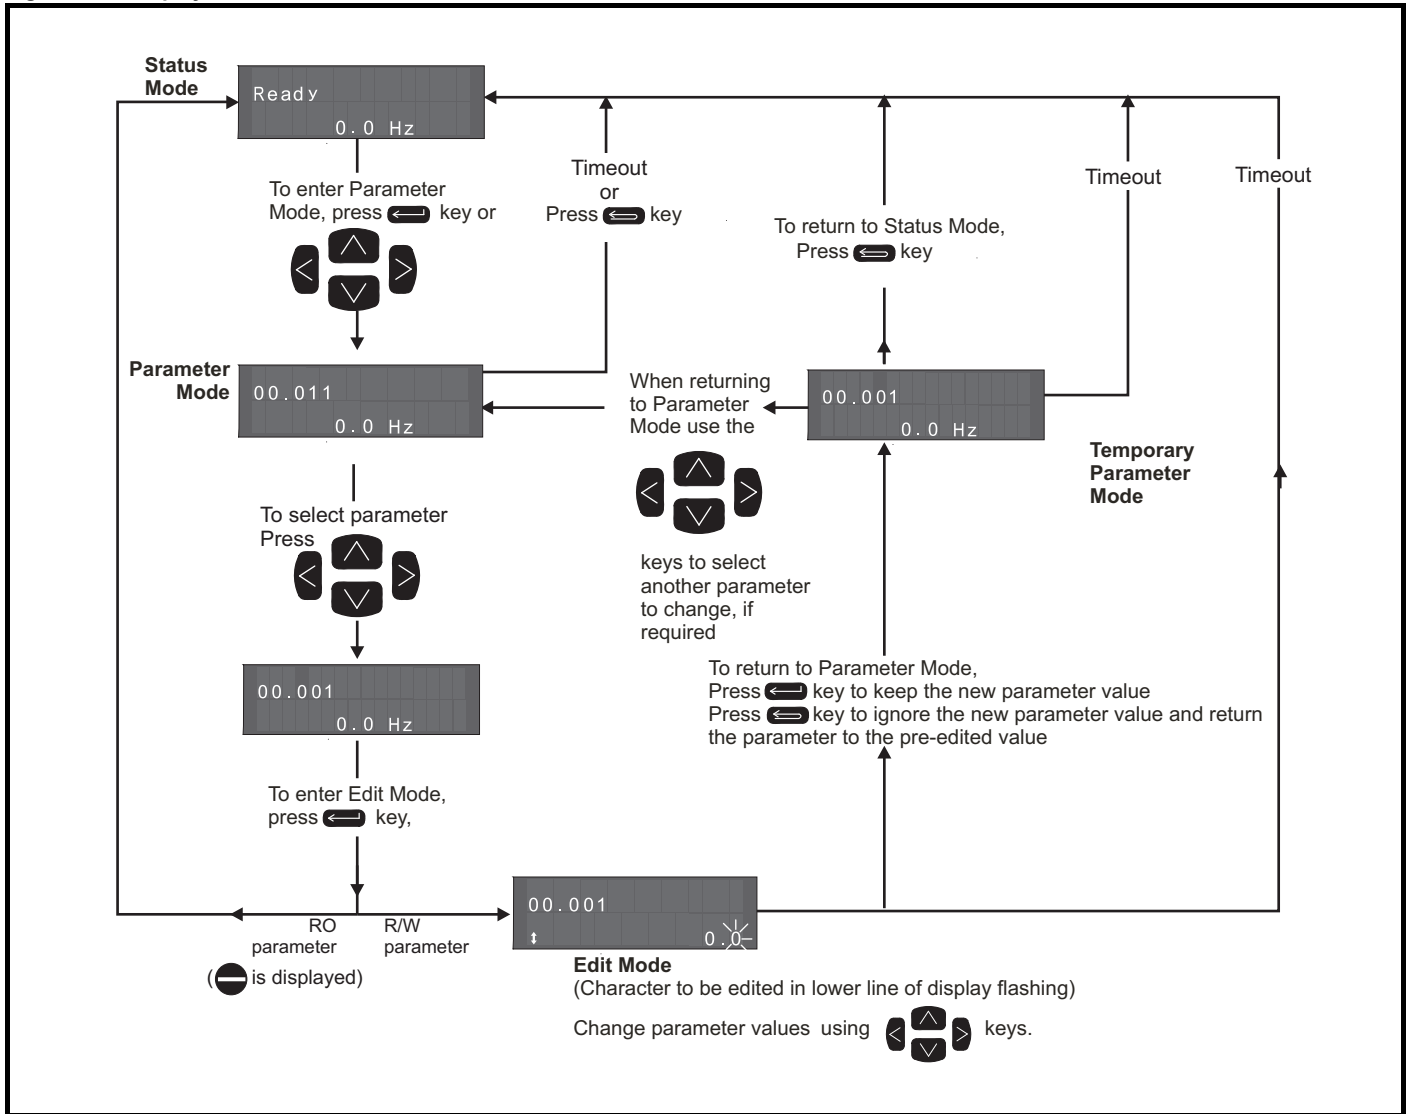 Status
Mode
Ready
0.0 Hz
To enter Parameter
Mode, press key or
Timeout
or
Press key
To return to Status Mode,
Press key
Timeout
Timeout
Parameter
Mode
00.011
0.0 Hz
When returning
to Parameter
Mode use the
keys to select
another parameter
to change, if
required
00.001
0.0 Hz
Temporary
Parameter
Mode
To select parameter
Press
00.001
0.0 Hz
To return to Parameter Mode,
Press key to keep the new parameter value
Press key to ignore the new parameter value and return
the parameter to the pre-edited value
To enter Edit Mode,
press key,
RO
parameter
( is displayed)
R/W
parameter
00.001
0.0
Edit Mode
(Character to be edited in lower line of display flashing)
Change parameter values using keys.